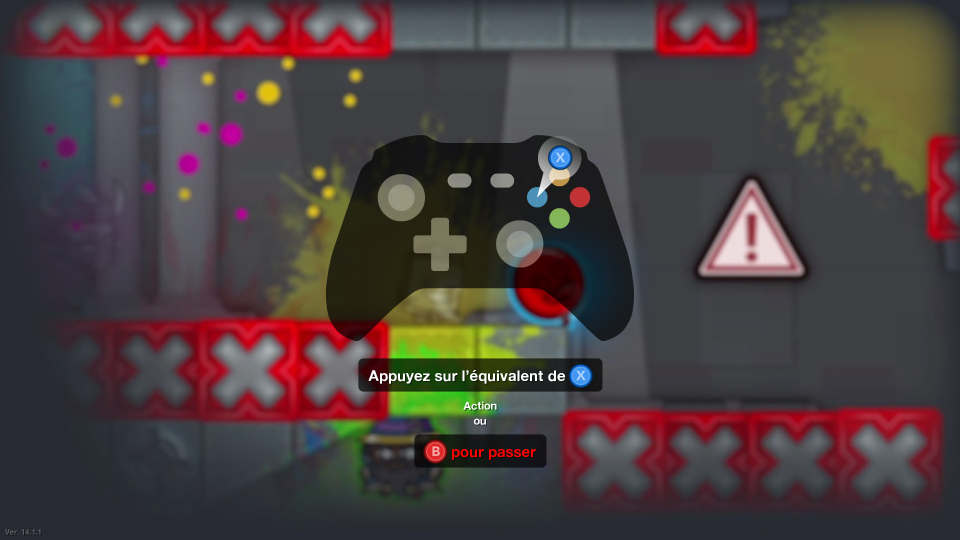 X
Appuyez sur l'équivalent de X
Action
ou
B pour passer
Ver. 14.1.1